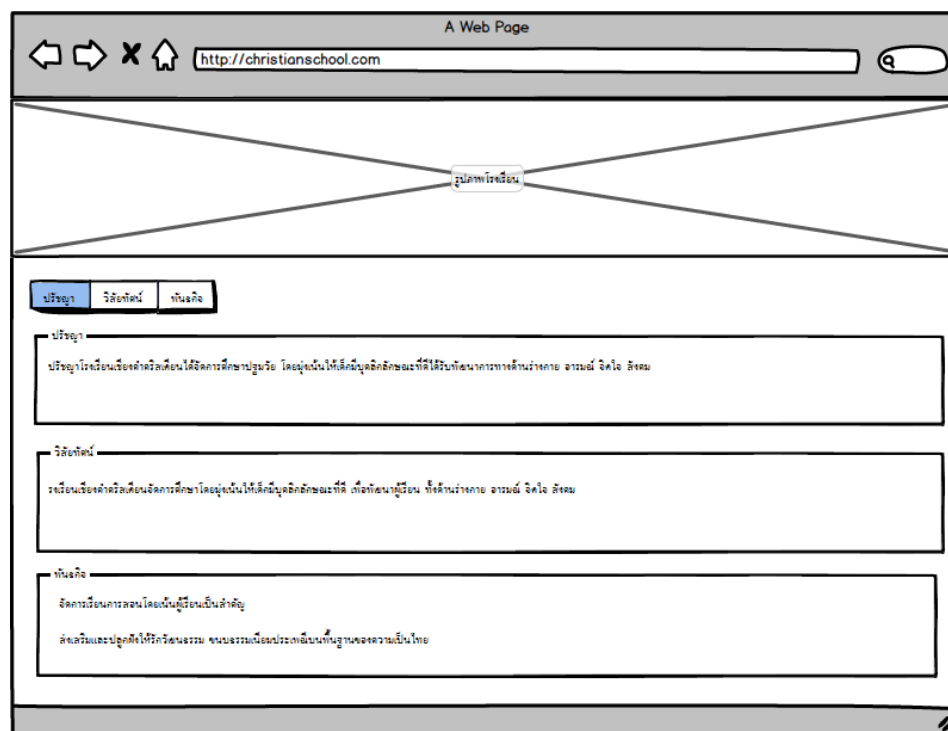 A Web Page
http://christianschool.com
รูปภาพโรงเรียน
ปรัชญา วิสัยทัศน์ พันธกิจ
ปรัชญา
ปรัชญาโรงเรียนเชียงคำคริสเตียนได้จัดการศึกษาปฐมวัย โดยมุ่งเน้นให้เด็กมีบุคลิกลักษณะที่ดีได้รับพัฒนาการทางด้านร่างกาย อารมณ์ จิตใจ สังคม
วิสัยทัศน์
รงเรียนเชียงคำคริสเตียนจัดการศึกษาโดยมุ่งเน้นให้เด็กมีบุคลิกลักษณะที่ดี เพื่อพัฒนาผู้เรียน ทั้งด้านร่างกาย อารมณ์ จิตใจ สังคม
พันธกิจ
จัดการเรียนการสอนโดยเน้นผู้เรียนเป็นสำคัญ
ส่งเสริมและปลูกฝังให้รักวัฒนธรรม ขนบธรรมเนียมประเพณีบนพื้นฐานของความเป็นไทย